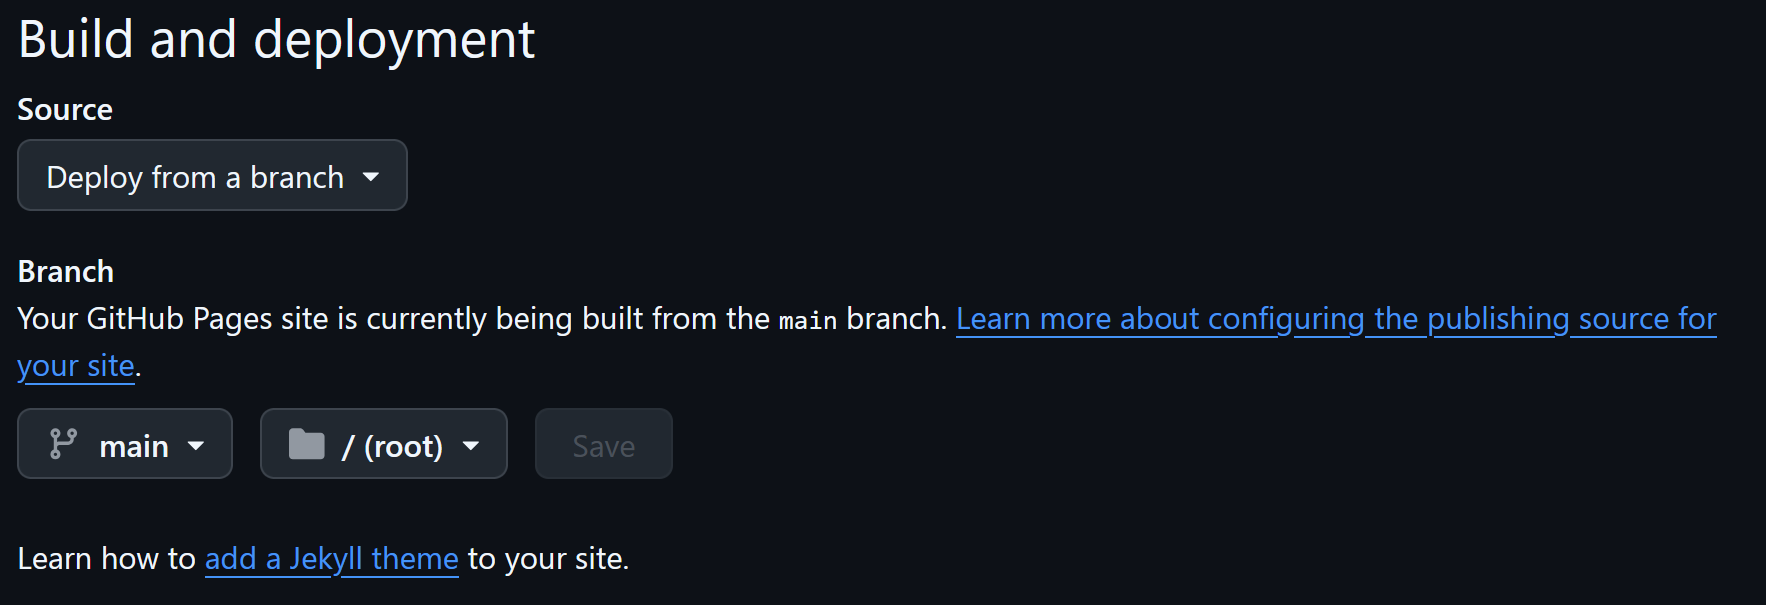 Build and deployment
Source
Deploy from a branch
Branch
Your GitHub Pages site is currently being built from the main branch. Learn more about configuring the publishing source for
your site.
main
/ (root)
Save
Learn how to add a Jekyll theme to your site.